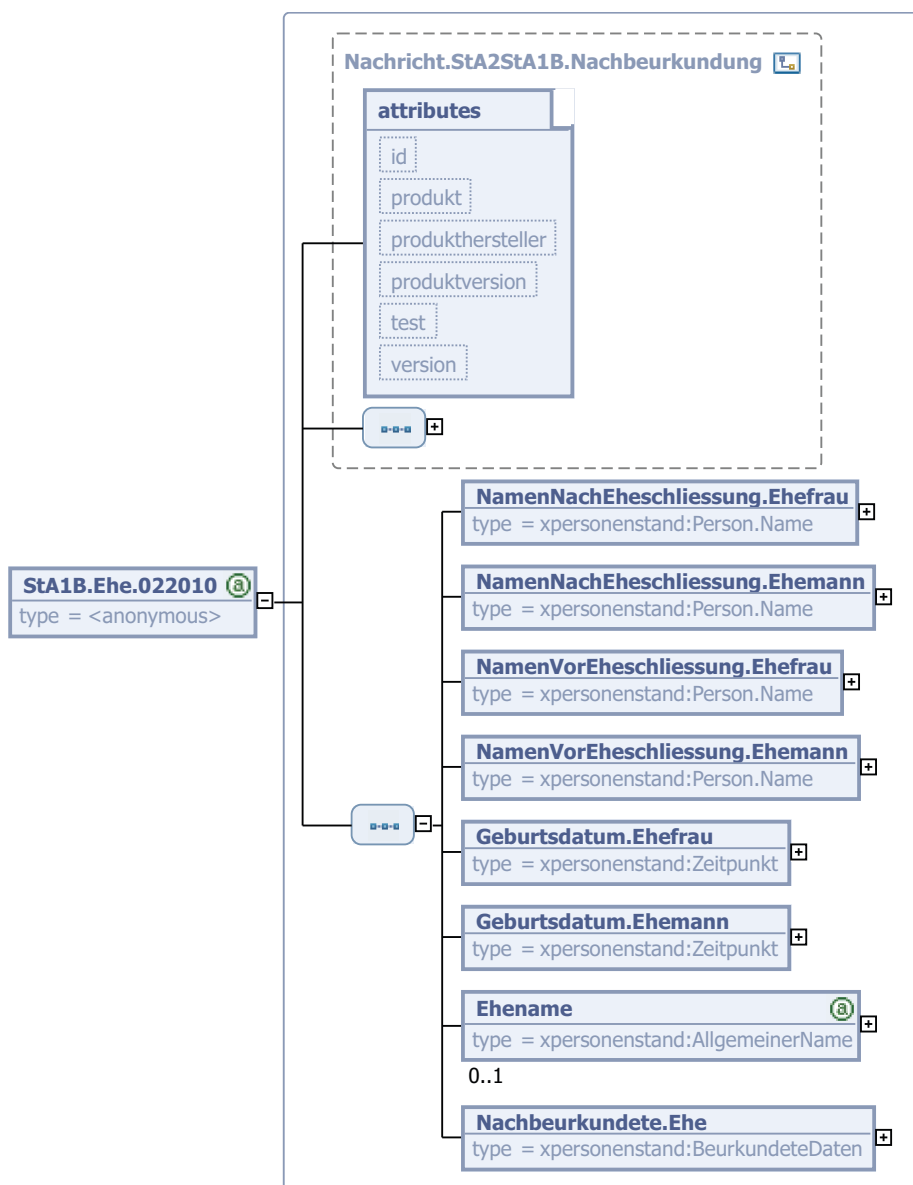 Nachricht.StA2StA1B.Nachbeurkundung
attributes
id
produkt
produkthersteller
produktversion
test
version
NamenNachEheschliessung.Ehefrau
type = xpersonenstand:Person.Name
StA1B.Ehe.022010 @
type = <anonymous>
NamenNachEheschliessung.Ehemann
type = xpersonenstand:Person.Name
NamenVorEheschliessung.Ehefrau
type = xpersonenstand:Person.Name
NamenVorEheschliessung.Ehemann
type = xpersonenstand:Person.Name
Geburtsdatum.Ehefrau
type = xpersonenstand:Zeitpunkt
Geburtsdatum.Ehemann
type = xpersonenstand:Zeitpunkt
Ehename @
type = xpersonenstand:AllgemeinerName
0..1
Nachbeurkundete.Ehe
type = xpersonenstand:BeurkundeteDaten